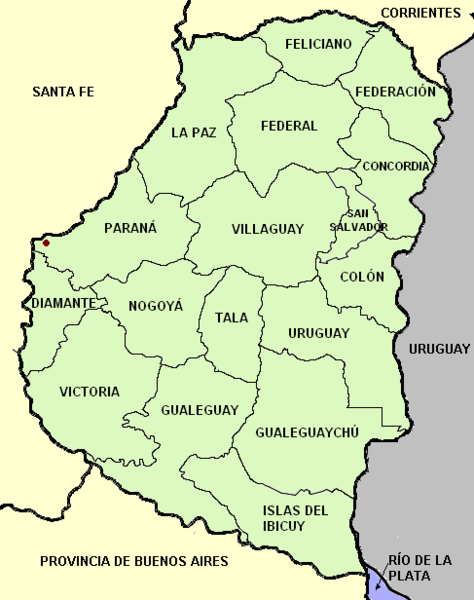 CORRIENTES
FELICIANO
SANTA FE
FEDERACIÓN
LA PAZ
FEDERAL
CONCORDIA
PARANÁ
VILLAGUAY
SAN
SALVADOR
COLÓN
DIAMANTE
NOGOYÁ
TALA
URUGUAY
URUGUAY
VICTORIA
GUALEGUAY
GUALEGUAYCHÚ
ISLAS DEL
IBICUY
PROVINCIA DE BUENOS AIRES
RÍO DE LA
PLATA